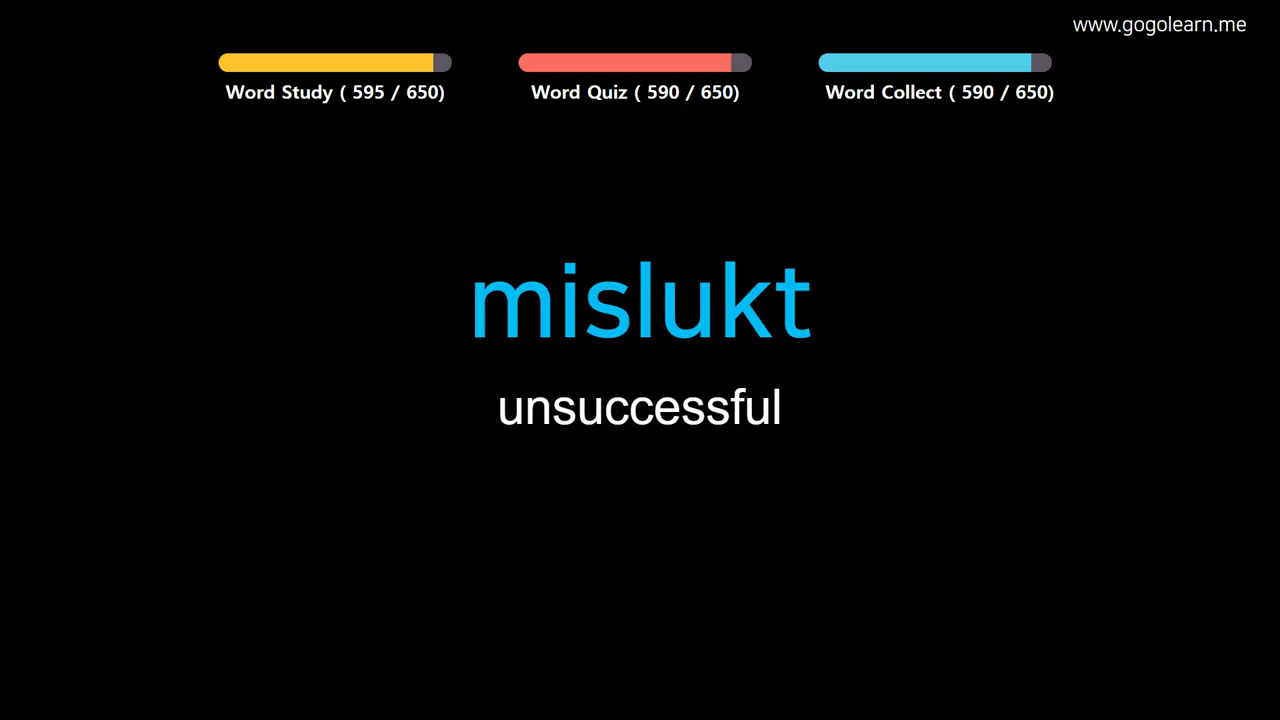 www.gogolearn.me
Word Study ( 595 / 650)
Word Quiz ( 590 / 650)
Word Collect ( 590 / 650)
mislukt
unsuccessful